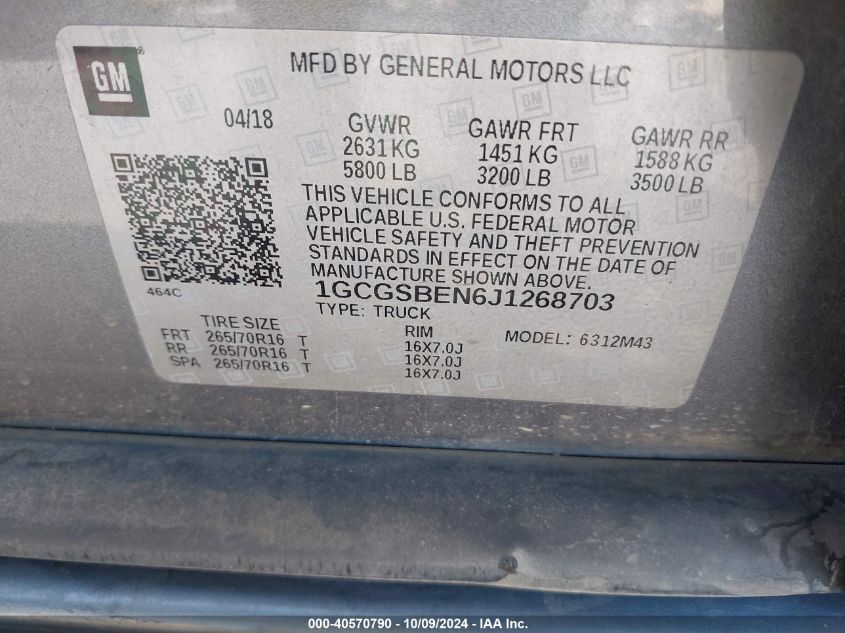 GM
MFD BY GENERAL MOTORS LLC
04/18
GVWR
2631 KG
5800 LB
GAWR FRT
1451 KG
3200 LB
GAWR RR
1588 KG
3500 LB
THIS VEHICLE CONFORMS TO ALL
APPLICABLE U.S. FEDERAL MOTOR
VEHICLE SAFETY AND THEFT PREVENTION
STANDARDS IN EFFECT ON THE DATE OF
MANUFACTURE SHOWN ABOVE.
464C
1GCGSBEN6J1268703
TYPE: TRUCK
MODEL: 6312M43
TIRE SIZE
RIM
FRT 265/70R16 T 16X7.0J
RR 265/70R16 T 16X7.0J
SPA 265/70R16 T 16X7.0J
000-40570790 - 10/09/2024 - IAA Inc.